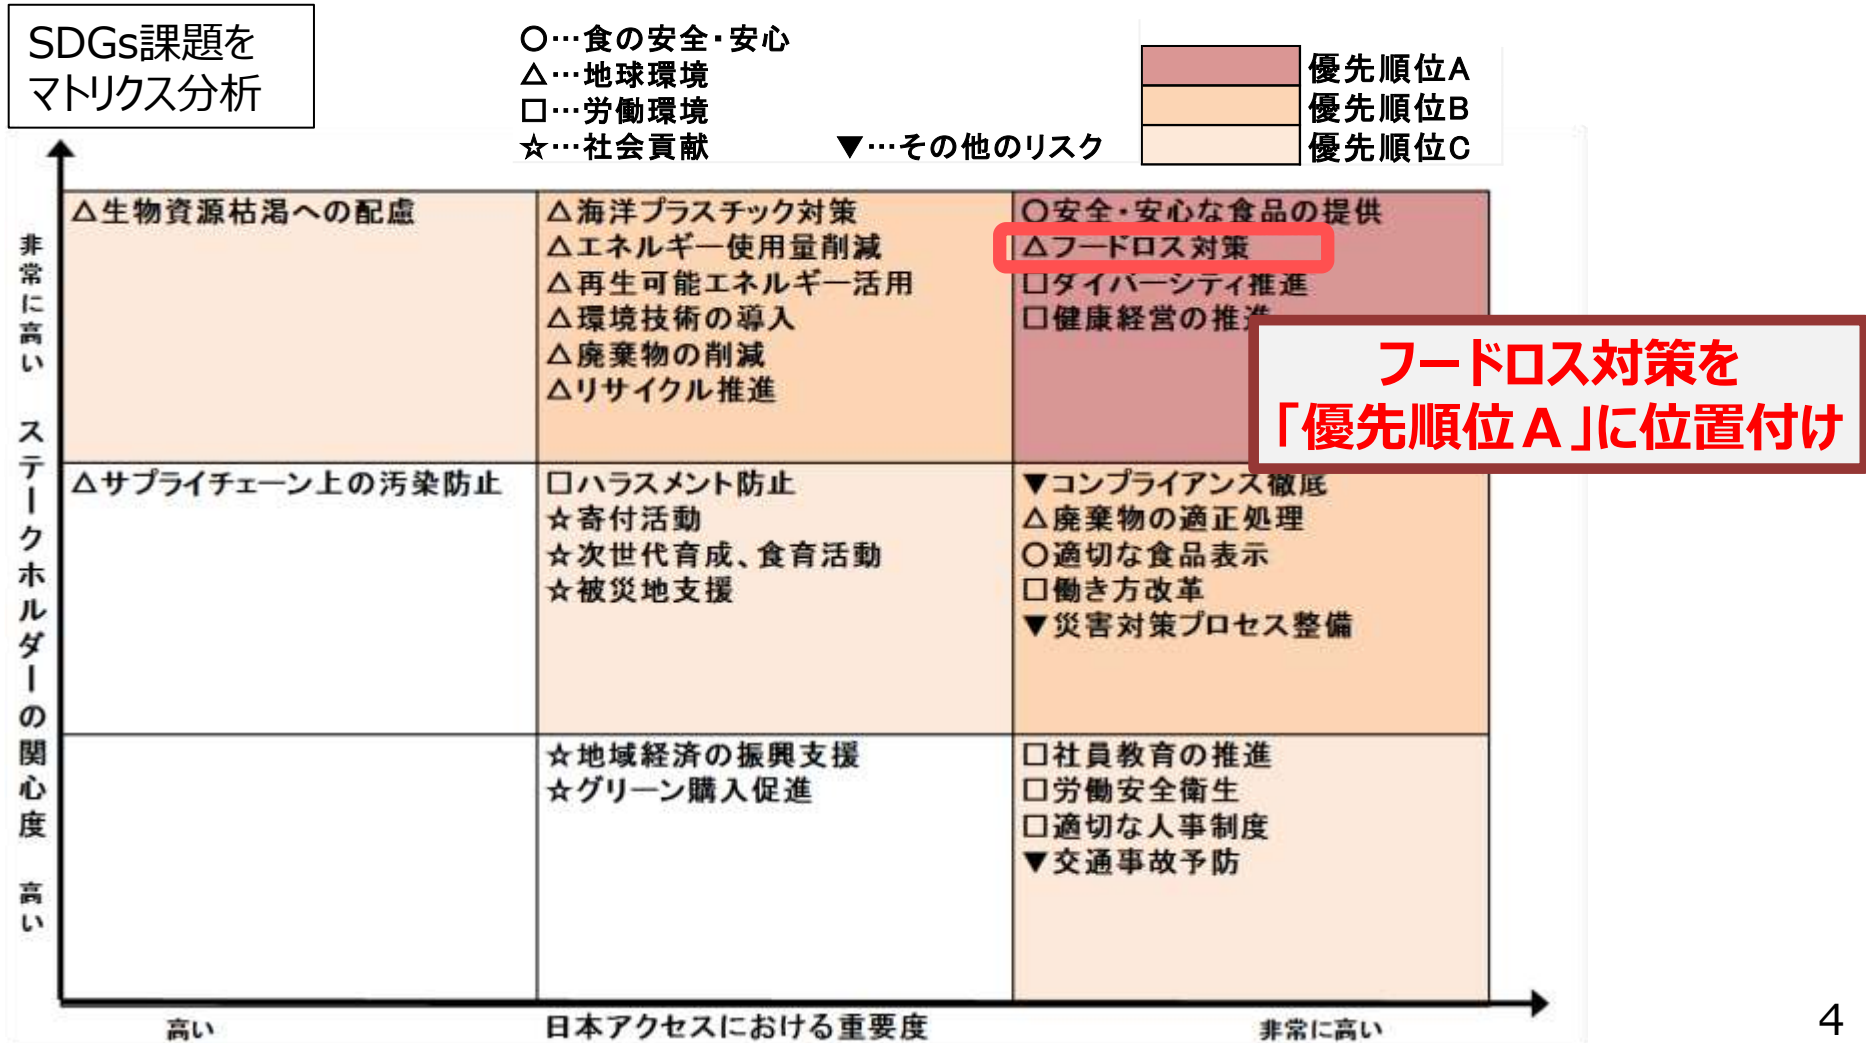 SDGs課題を
マトリクス分析
○…食の安全・安心
△…地球環境
□…労働環境
☆…社会貢献
▼…その他のリスク
優先順位A
優先順位B
優先順位C
非常に高い ステークホルダーの関心度 高い
△生物資源枯渇への配慮
△海洋プラスチック対策
△エネルギー使用量削減
△再生可能エネルギー活用
△環境技術の導入
△廃棄物の削減
△リサイクル推進
○安全・安心な食品の提供
△フードロス対策
□ダイバーシティ推進
□健康経営の推進
フードロス対策を
「優先順位A」に位置付け
△サプライチェーン上の汚染防止
□ハラスメント防止
☆寄付活動
☆次世代育成、食育活動
☆被災地支援
▼コンプライアンス徹底
△廃棄物の適正処理
○適切な食品表示
□働き方改革
▼災害対策プロセス整備
☆地域経済の振興支援
☆グリーン購入促進
□社員教育の推進
□労働安全衛生
□適切な人事制度
▼交通事故予防
高い 日本アクセスにおける重要度 非常に高い
4